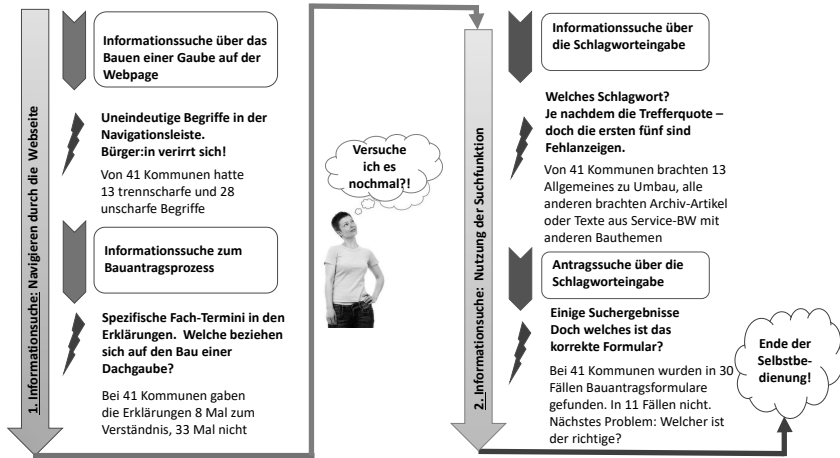 1. Informationsuche: Navigieren durch die Webseite
Informationssuche über das
Bauen einer Gaube auf der
Webpage
Uneindeutige Begriffe in der
Navigationsleiste.
Bürger:in verirrt sich!
Von 41 Kommunen hatte
13 trennscharfe und 28
unscharfe Begriffe
Informationssuche zum
Bauantragsprozess
Spezifische Fach-Termini in den
Erklärungen. Welche beziehen
sich auf den Bau einer
Dachgaube?
Bei 41 Kommunen gaben
die Erklärungen 8 Mal zum
Verständnis, 33 Mal nicht
Versuche
ich es
nochmal?!
2. Informationsuche: Nutzung der Suchfunktion
Informationssuche über
die Schlagworteingabe
Welches Schlagwort?
Je nachdem die Trefferquote –
doch die ersten fünf sind
Fehlanzeigen.
Von 41 Kommunen brachten 13
Allgemeines zu Umbau, alle
anderen brachten Archiv-Artikel
oder Texte aus Service-BW mit
anderen Bauthemen
Antragssuche über die
Schlagworteingabe
Einige Suchergebnisse
Doch welches ist das
korrekte Formular?
Bei 41 Kommunen wurden in 30
Fällen Bauantragsformulare
gefunden. In 11 Fällen nicht.
Nächstes Problem: Welcher ist
der richtige?
Ende der
Selbstbe-
dienung!